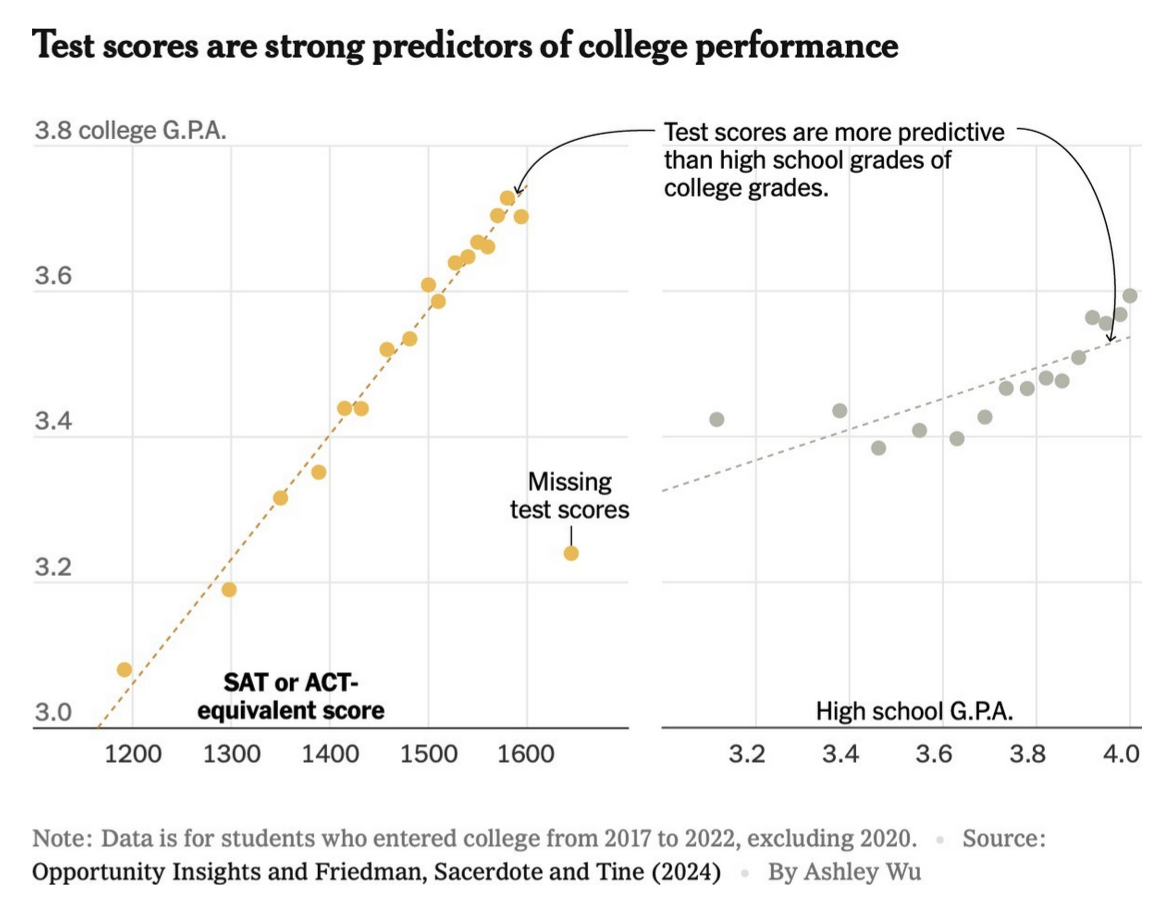 Test scores are strong predictors of college performance
3.8 college G.P.A.
3.6
3.4
3.2
3.0
Missing
test scores
SAT or ACT-
equivalent score
1200 1300 1400 1500 1600
Test scores are more predictive
than high school grades of
college grades.
High school G.P.A.
3.2 3.4 3.6 3.8 4.0
Note: Data is for students who entered college from 2017 to 2022, excluding 2020. • Source:
Opportunity Insights and Friedman, Sacerdote and Tine (2024) • By Ashley Wu